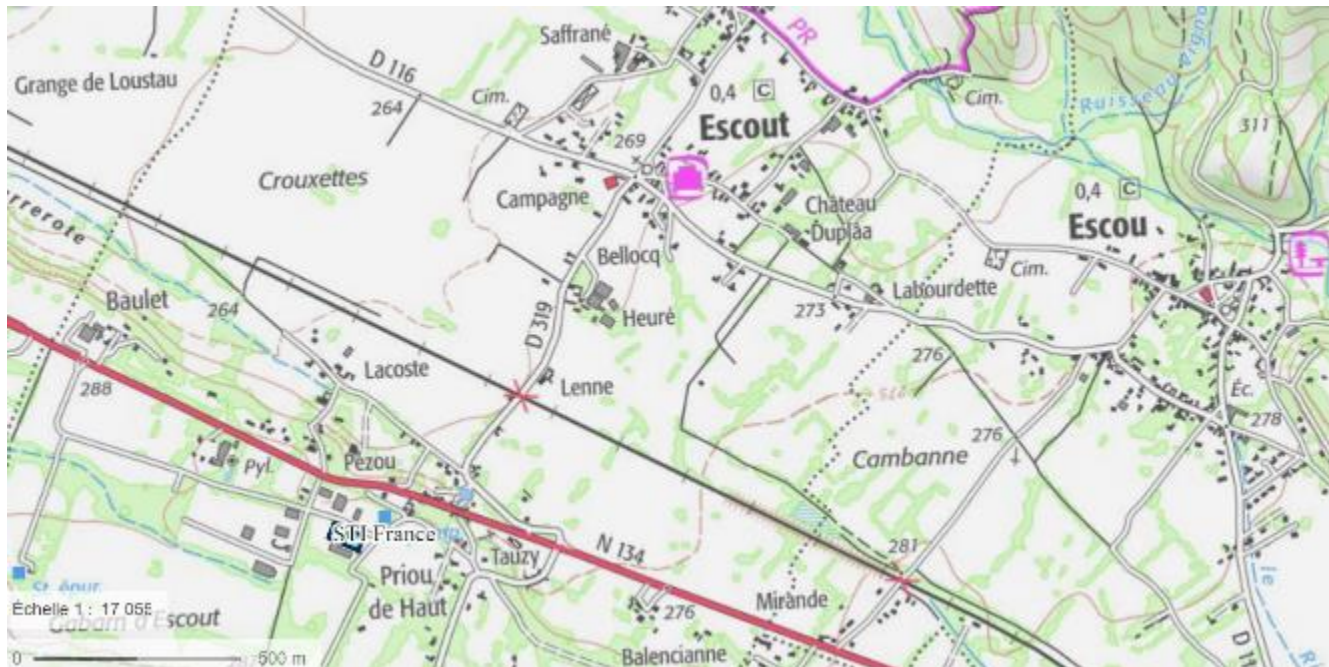 Saffrané
PR
D 116
Grange de Loustau
264
Cim.
0,4 C
Cim.
Escout
Ruisseau
311
269
Crouxettes
Campagne
Château
Duplàa
0,4 C
Escou
Bellocq
Cim.
Labourdette
Baulet
264
Heuré
273
D 319
276
Lacoste
Lenne
288
Éc.
278
276
Pezou
Cambanne
Pyl.
STI France
N 134
281
Tauzy
Priou
de Haut
276
Mirande
le
Échelle 1 : 17 055
Gabarn d'Escout
0 500 m
Balencianne
D 1